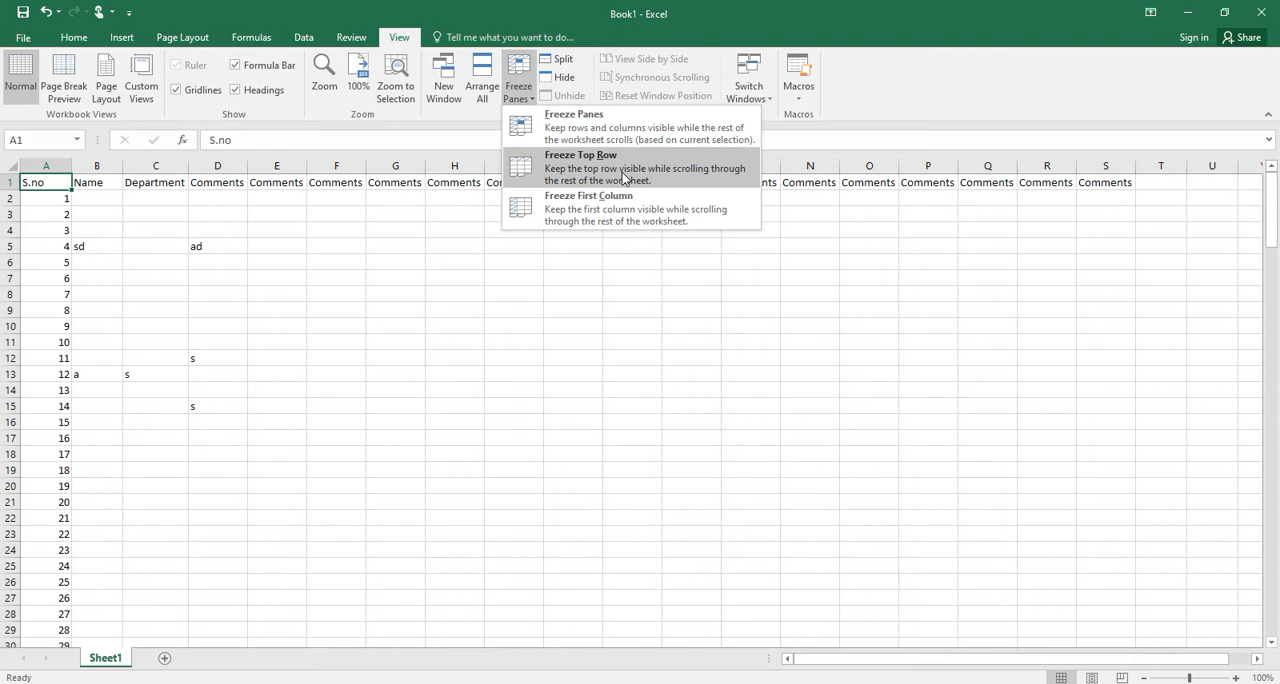 Book1 - Excel
File Home Insert Page Layout Formulas Data Review View Tell me what you want to do... Sign in Share
Normal Page Break Preview Page Layout Custom Views
Workbook Views
Ruler Formula Bar
Gridlines Headings
Show
Zoom 100% Zoom to Selection
Zoom
New Window Arrange All Freeze Panes
Split
Hide
Unhide
View Side by Side
Synchronous Scrolling
Reset Window Position
Switch Windows
Macros
Macros
Freeze Panes
Keep rows and columns visible while the rest of
the worksheet scrolls (based on current selection).
Freeze Top Row
Keep the top row visible while scrolling through
the rest of the worksheet.
Freeze First Column
Keep the first column visible while scrolling
through the rest of the worksheet.
A1 fx S.no
A B C D E F G H N O P Q R S T U
1 S.no Name Department Comments Comments Comments Comments Comments Comments Comments Comments Comments Comments Comments
2 1
3 2
4 3
5 4 sd ad
6 5
7 6
8 7
9 8
10 9
11 10
12 11 s
13 12 a s
14 13
15 14 s
16 15
17 16
18 17
19 18
20 19
21 20
22 21
23 22
24 23
25 24
26 25
27 26
28 27
29 28
30 29
Sheet1
Ready 100%